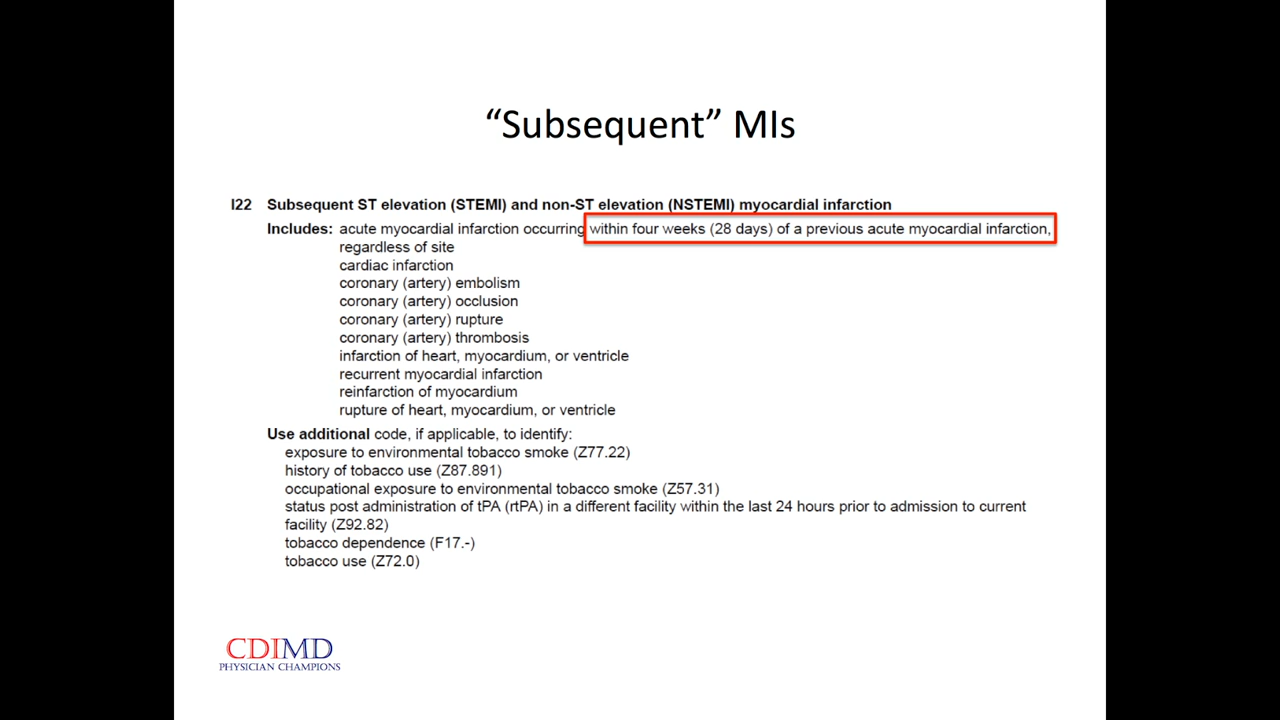 “Subsequent” MIs
I22 Subsequent ST elevation (STEMI) and non-ST elevation (NSTEMI) myocardial infarction
Includes: acute myocardial infarction occurring within four weeks (28 days) of a previous acute myocardial infarction,
regardless of site
cardiac infarction
coronary (artery) embolism
coronary (artery) occlusion
coronary (artery) rupture
coronary (artery) thrombosis
infarction of heart, myocardium, or ventricle
recurrent myocardial infarction
reinfarction of myocardium
rupture of heart, myocardium, or ventricle
Use additional code, if applicable, to identify:
exposure to environmental tobacco smoke (Z77.22)
history of tobacco use (Z87.891)
occupational exposure to environmental tobacco smoke (Z57.31)
status post administration of tPA (rtPA) in a different facility within the last 24 hours prior to admission to current
facility (Z92.82)
tobacco dependence (F17.-)
tobacco use (Z72.0)
CDIMD
PHYSICIAN CHAMPIONS